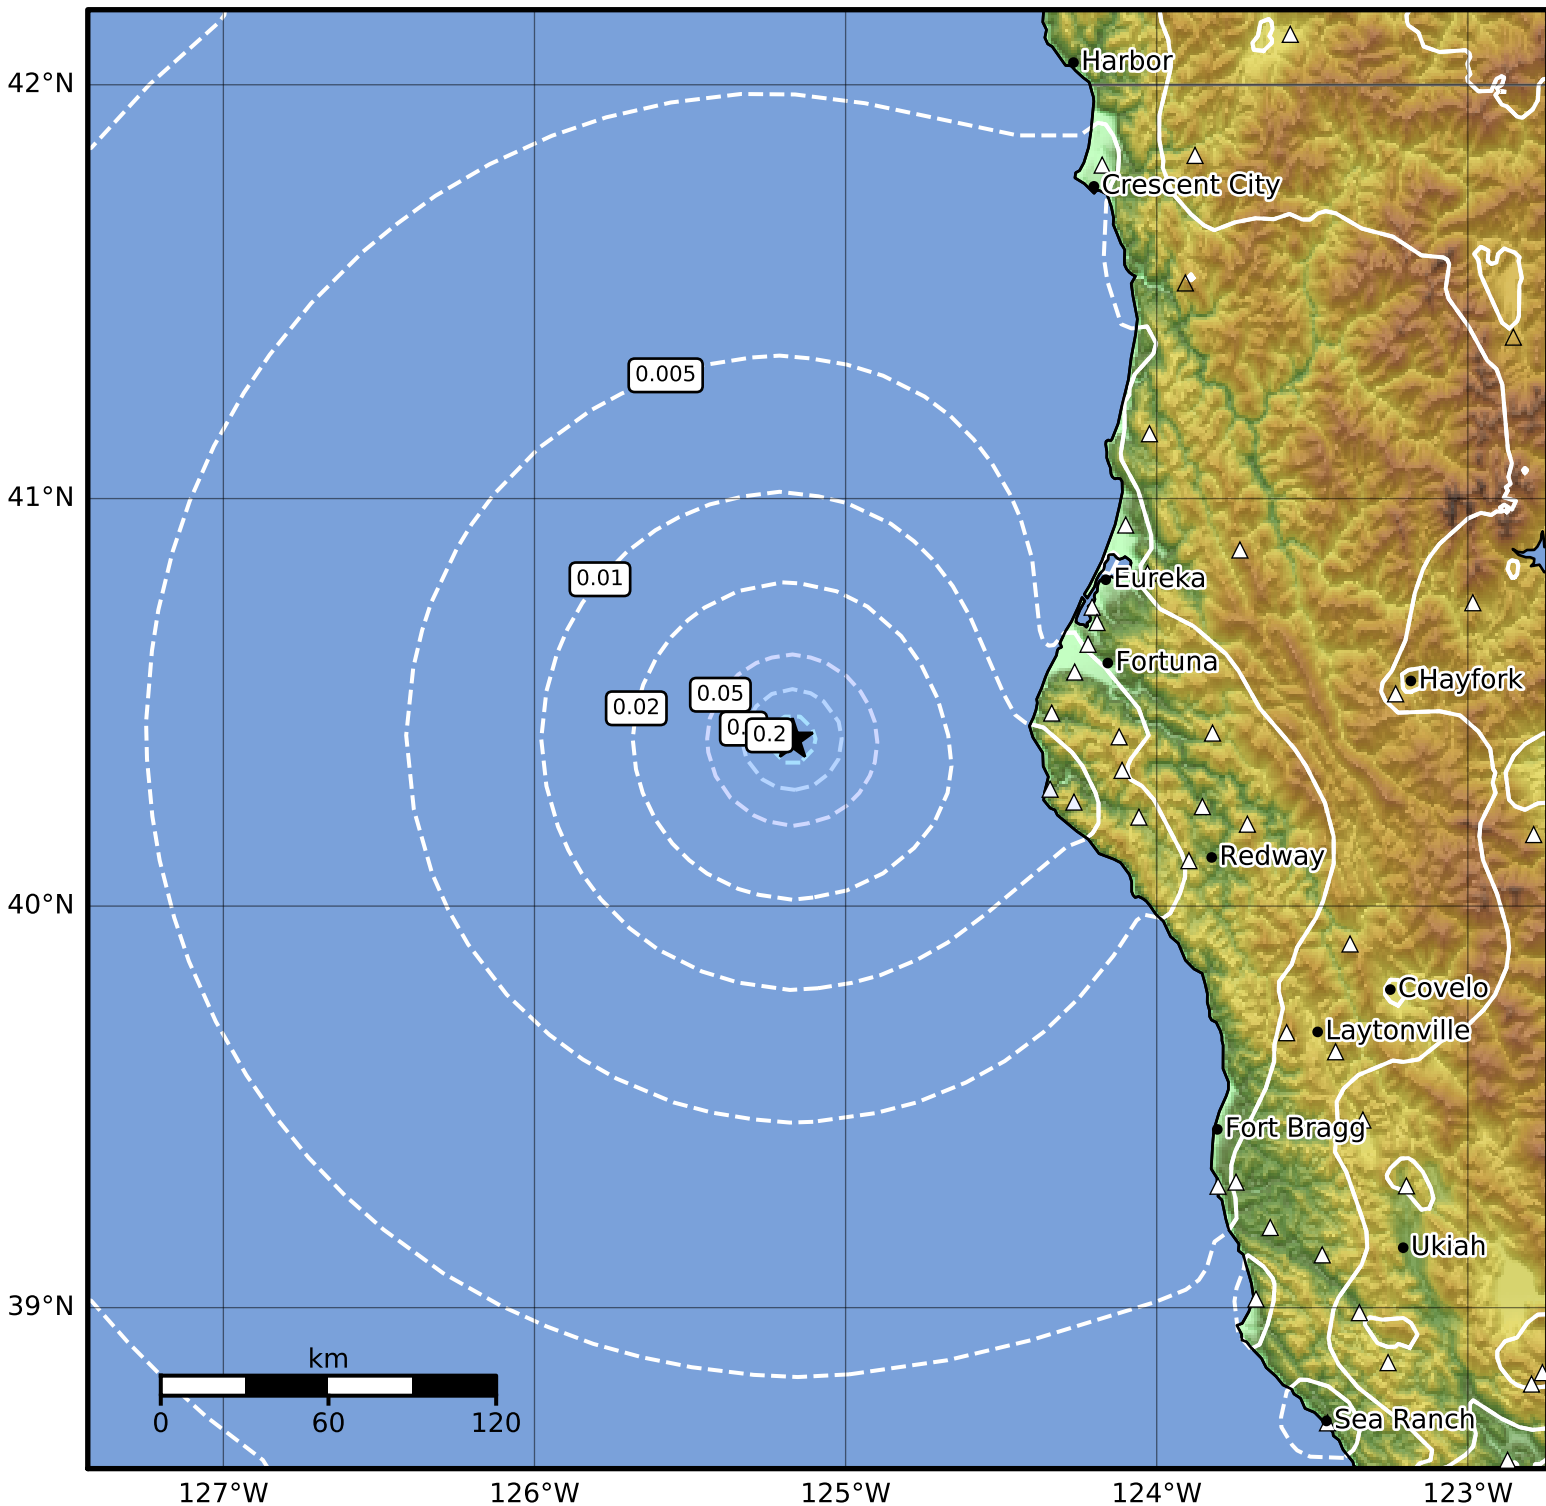 42°N
Harbor
Crescent City
0.005
41°N
0.01
Eureka
Fortuna
Hayfork
0.05
0.02
0.2
Redway
40°N
Covelo
Laytonville
Fort Bragg
Ukiah
39°N
km
0 60 120
Sea Ranch
127°W 126°W 125°W 124°W 123°W